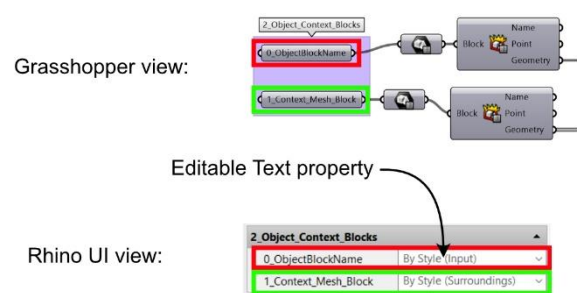 2_Object_Context_Blocks
Grasshopper view:
0_ObjectBlockName
Block
Name
Point
Geometry
1_Context_Mesh_Block
Block
Name
Point
Geometry
Editable Text property
Rhino UI view:
2_Object_Context_Blocks
0_ObjectBlockName By Style (Input)
1_Context_Mesh_Block By Style (Surroundings)